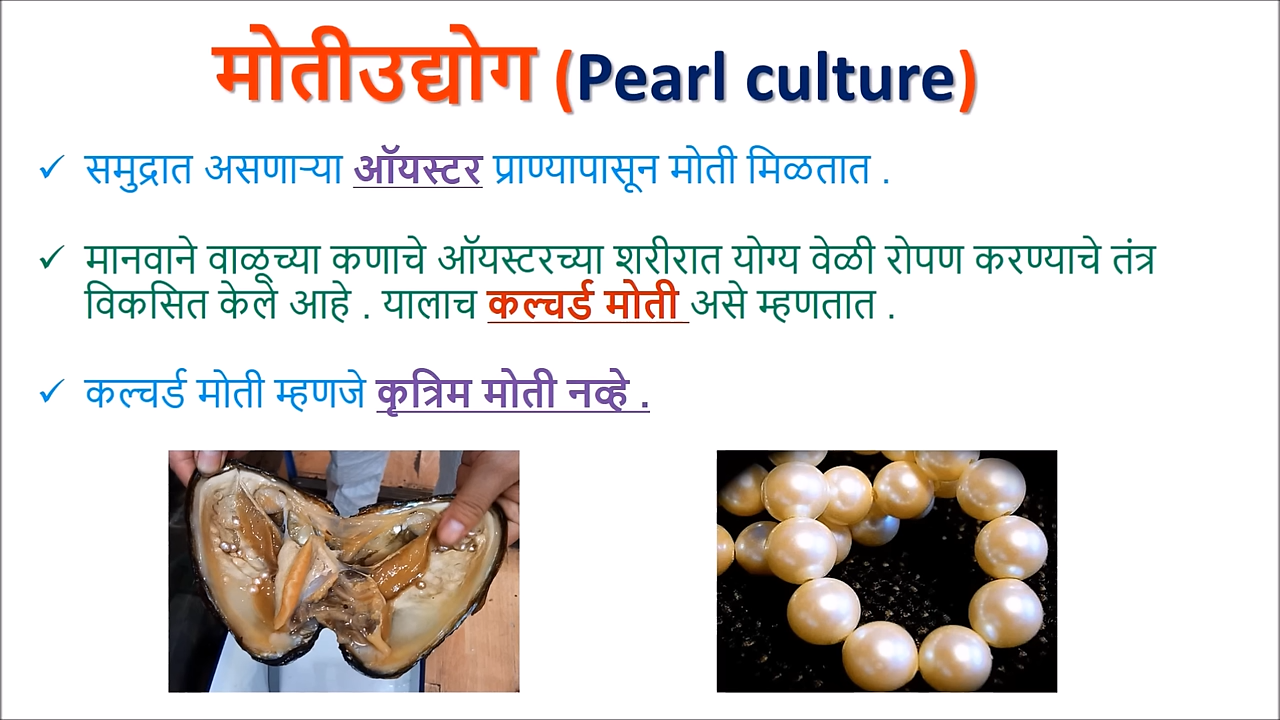 मोतीउद्योग (Pearl culture)
✓ समुद्रात असणाऱ्या ऑयस्टर प्राण्यापासून मोती मिळतात .
✓ मानवाने वाळूच्या कणाचे ऑयस्टरच्या शरीरात योग्य वेळी रोपण करण्याचे तंत्र
विकसित केले आहे . यालाच कल्चर्ड मोती असे म्हणतात .
✓ कल्चर्ड मोती म्हणजे कृत्रिम मोती नव्हे .